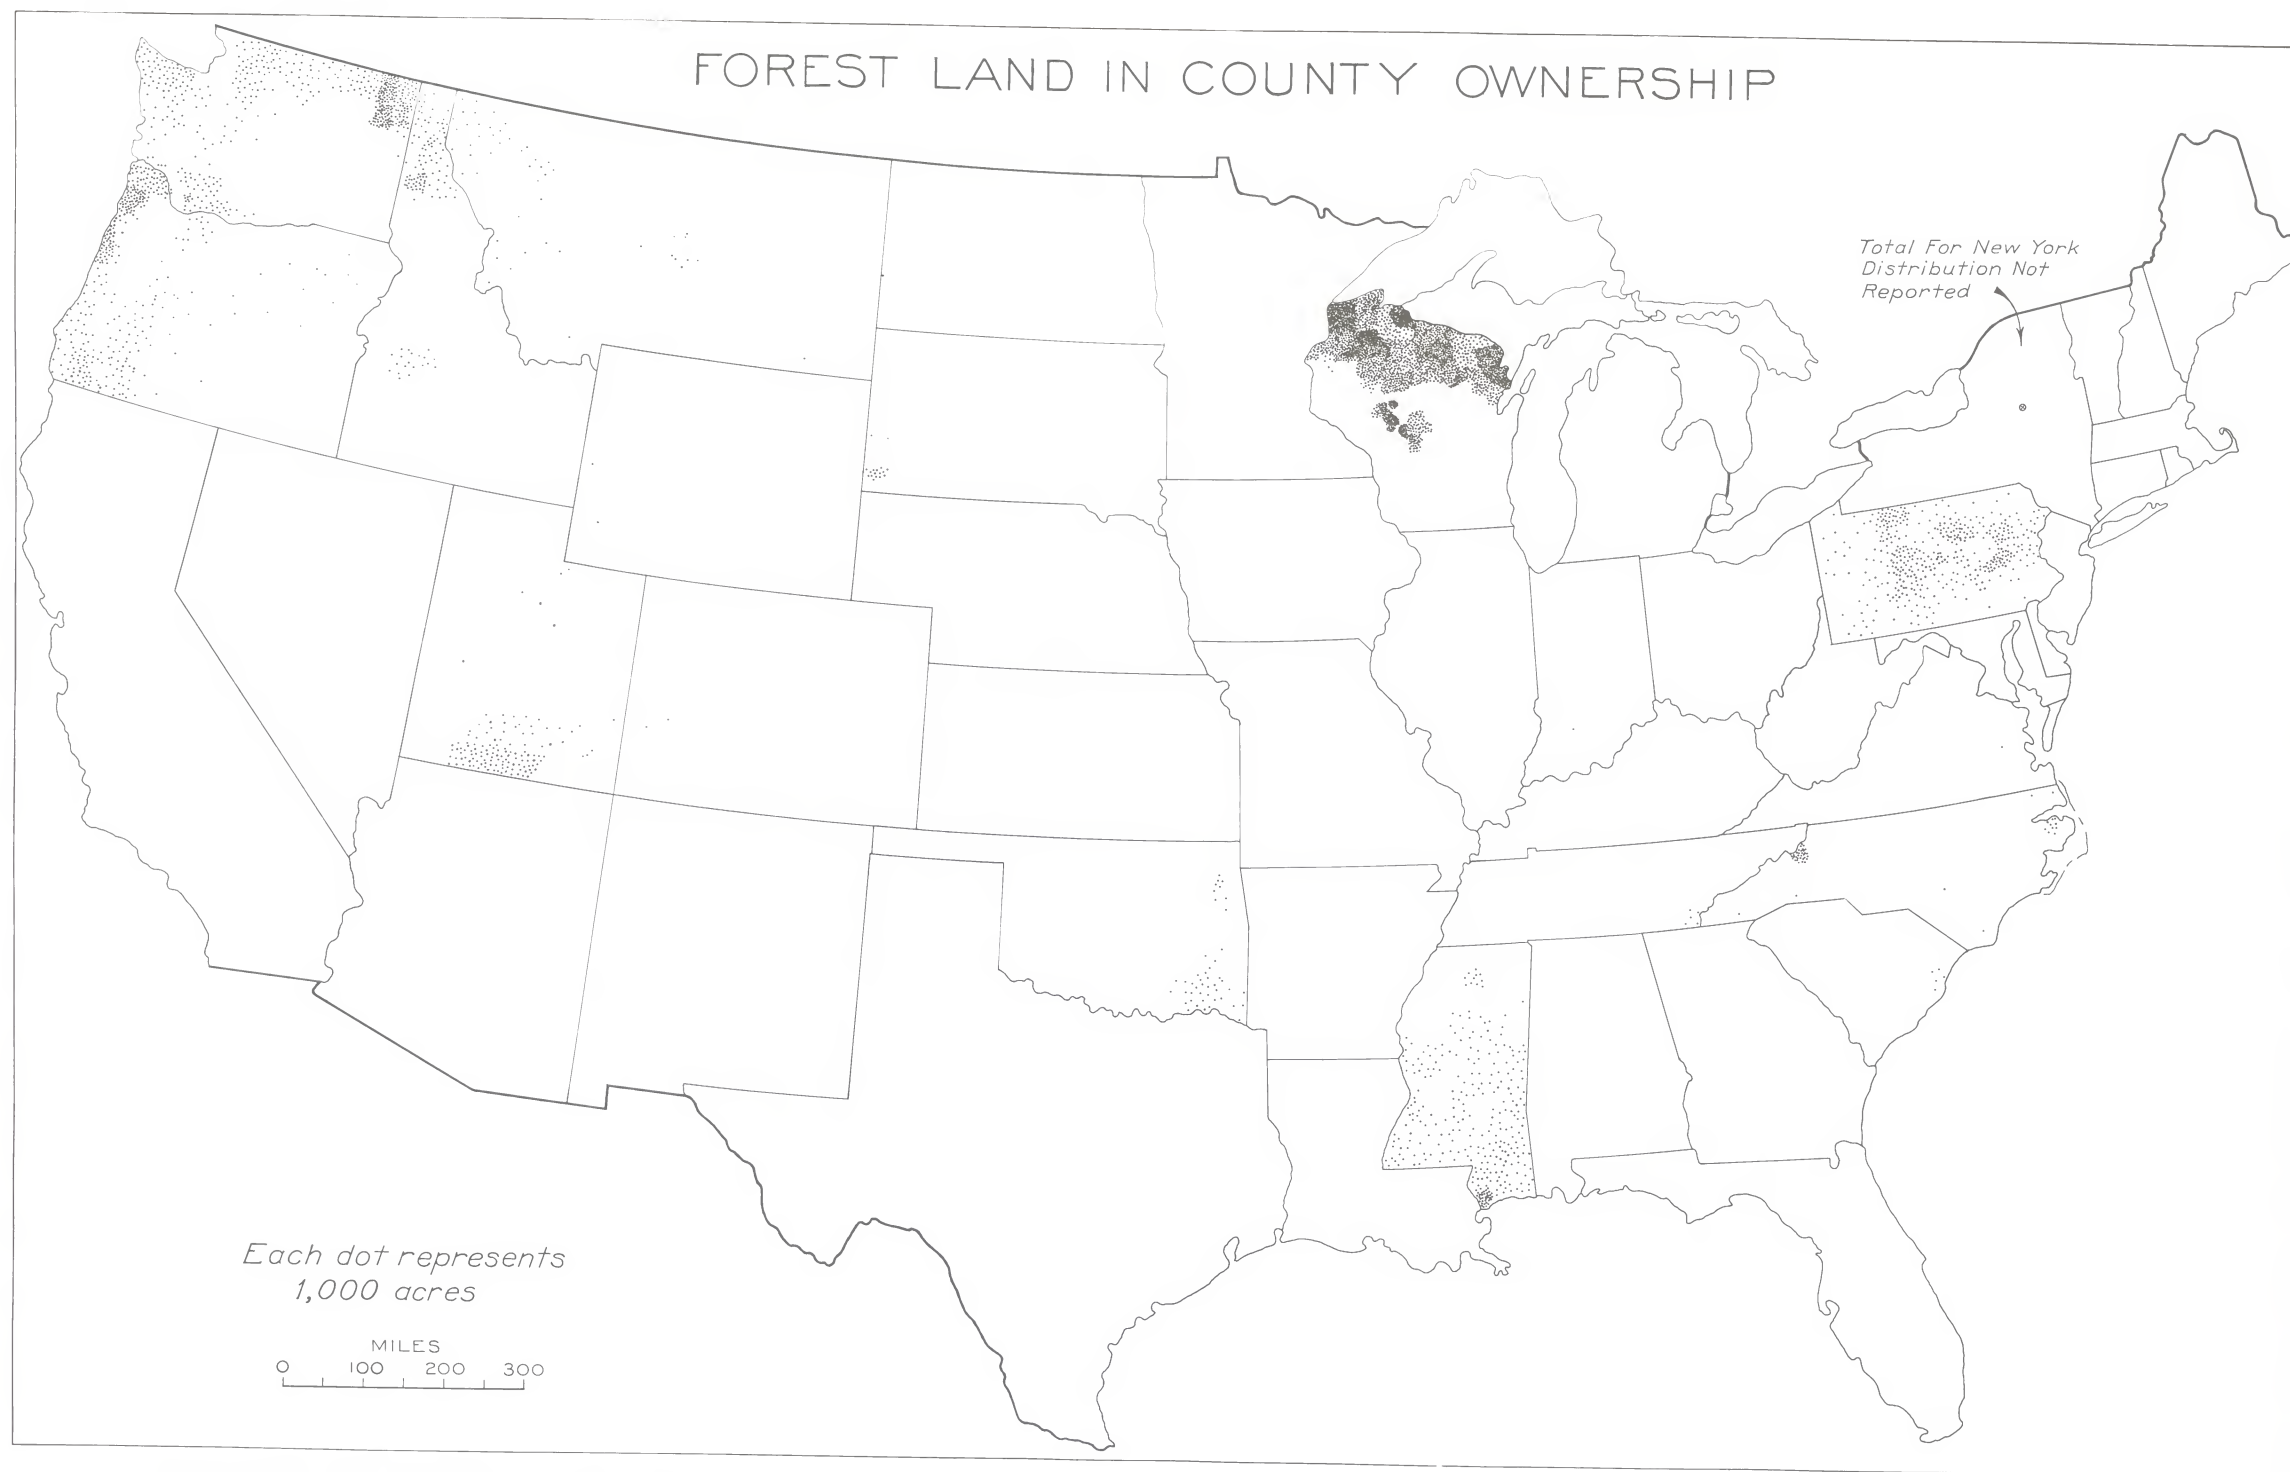 FOREST LAND IN COUNTY OWNERSHIP
Total For New York
Distribution Not
Reported
Each dot represents
1,000 acres
MILES
0 100 200 300